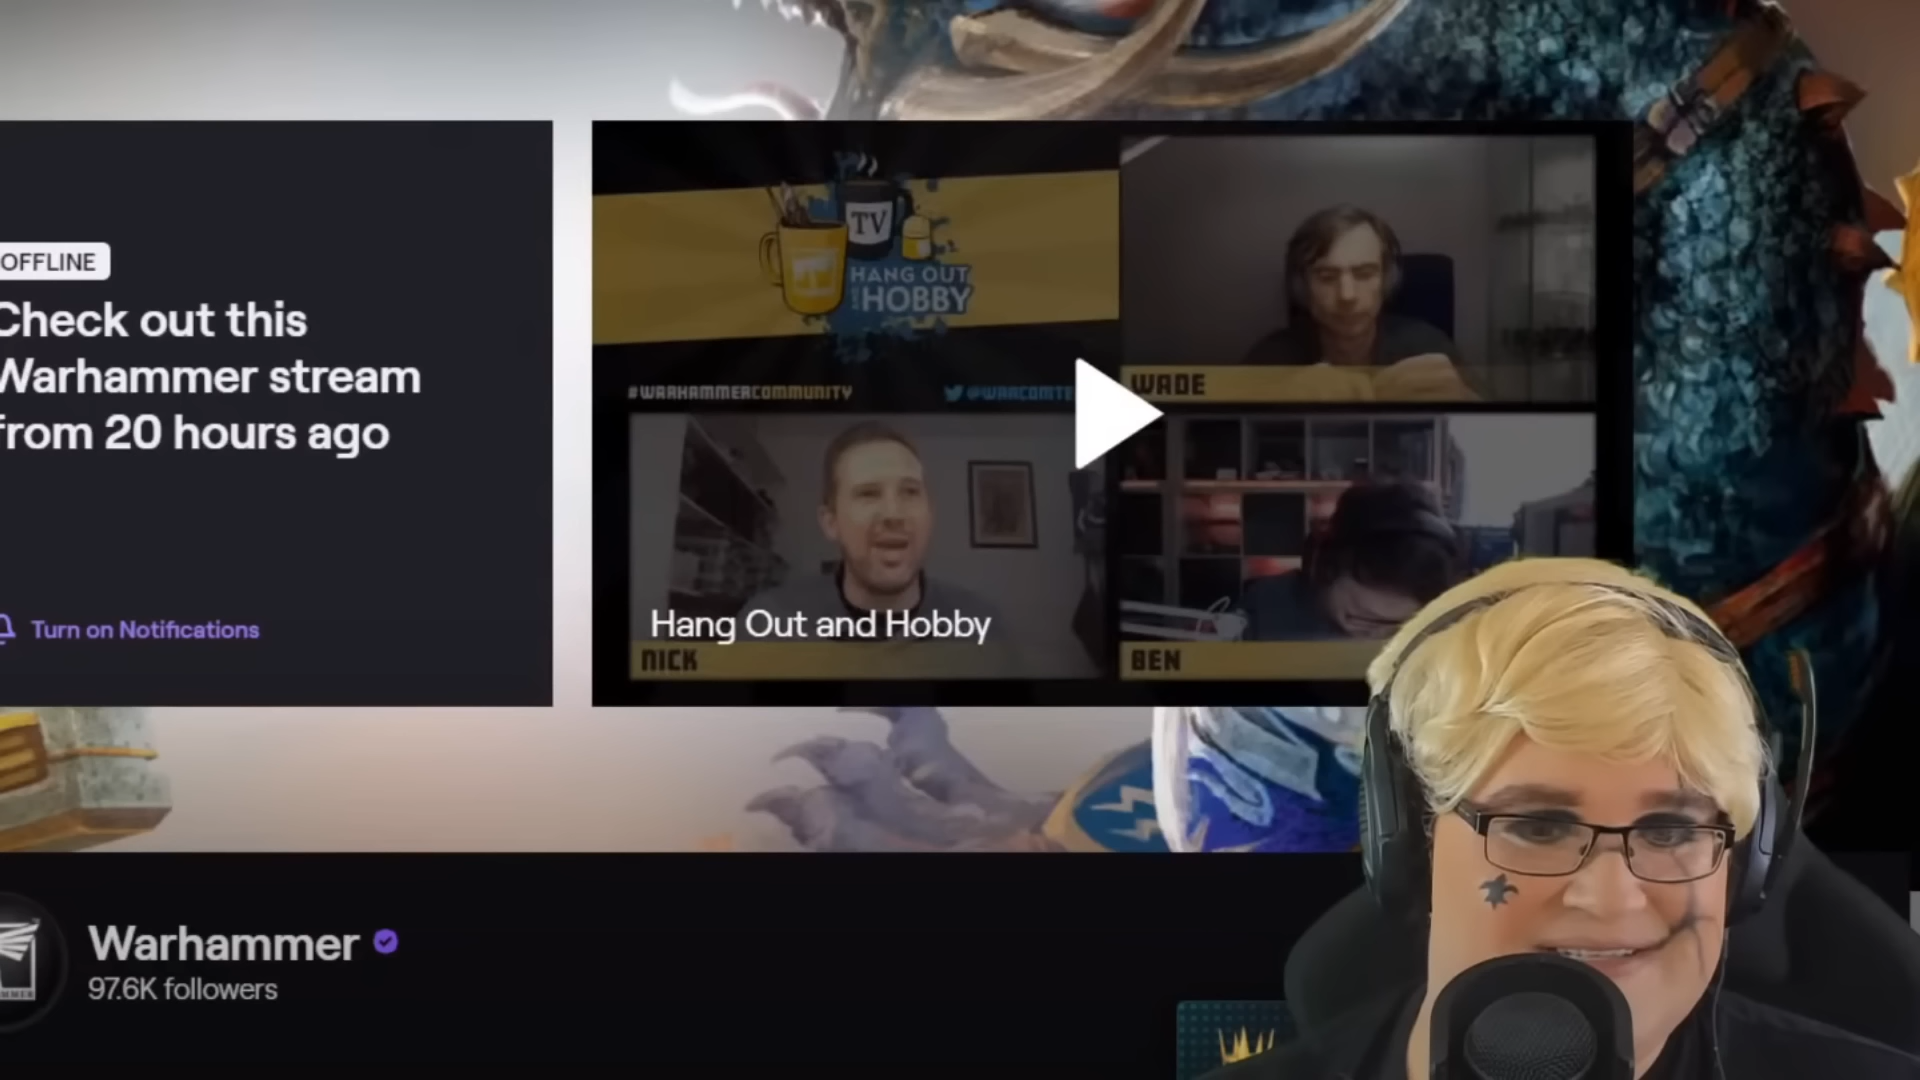 OFFLINE
Check out this
Warhammer stream
from 20 hours ago
Turn on Notifications
TV
HANG OUT
HOBBY
#WARHAMMERCOMMUNITY
@WARCOMTE
WADE
Hang Out and Hobby
NICK
BEN
Warhammer
97.6K followers